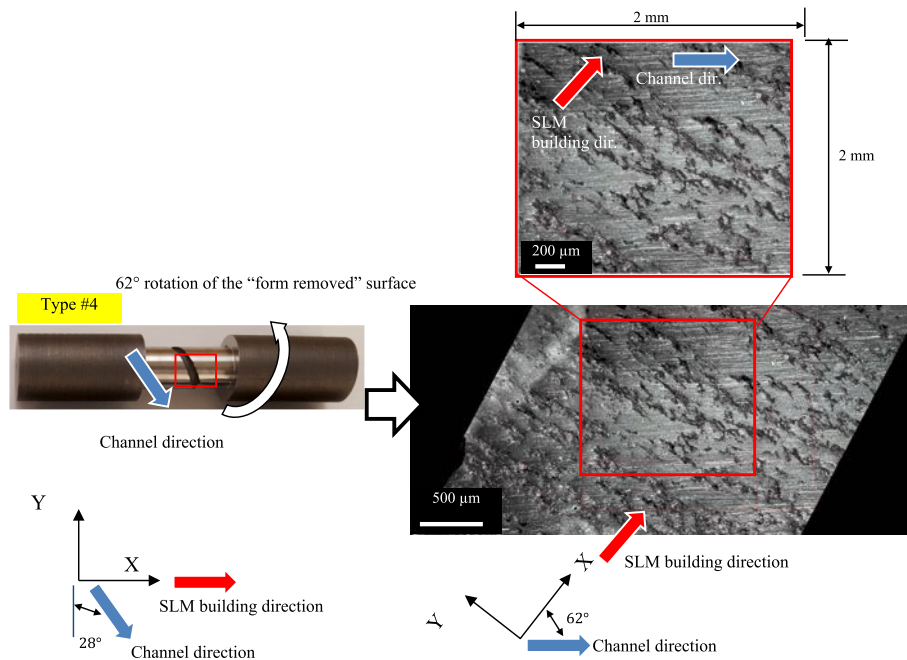 2 mm
Channel dir.
SLM
building dir.
2 mm
200 µm
62° rotation of the “form removed” surface
Type #4
Channel direction
500 µm
Y
X
SLM building direction
28°
Channel direction
SLM building direction
X
Y
62°
Channel direction